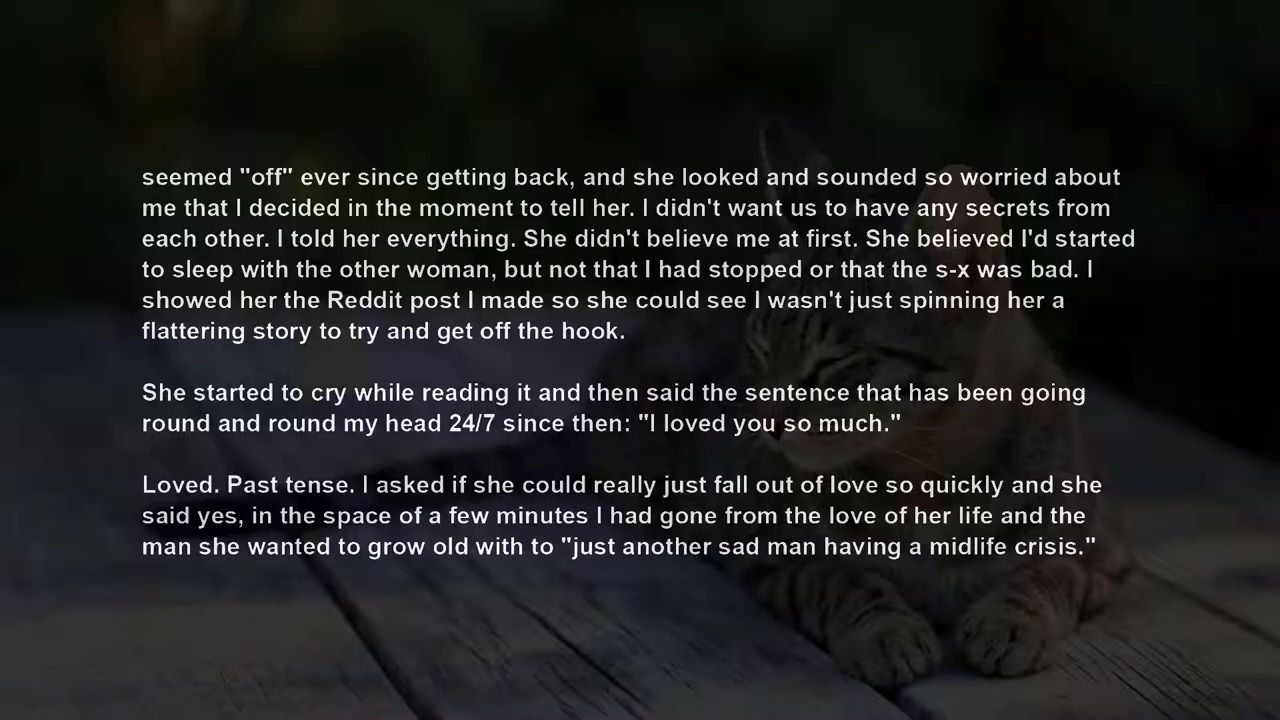 seemed "off" ever since getting back, and she looked and sounded so worried about
me that I decided in the moment to tell her. I didn't want us to have any secrets from
each other. I told her everything. She didn't believe me at first. She believed I'd started
to sleep with the other woman, but not that I had stopped or that the s-x was bad. I
showed her the Reddit post I made so she could see I wasn't just spinning her a
flattering story to try and get off the hook.
She started to cry while reading it and then said the sentence that has been going
round and round my head 24/7 since then: "I loved you so much."
Loved. Past tense. I asked if she could really just fall out of love so quickly and she
said yes, in the space of a few minutes I had gone from the love of her life and the
man she wanted to grow old with to "just another sad man having a midlife crisis."